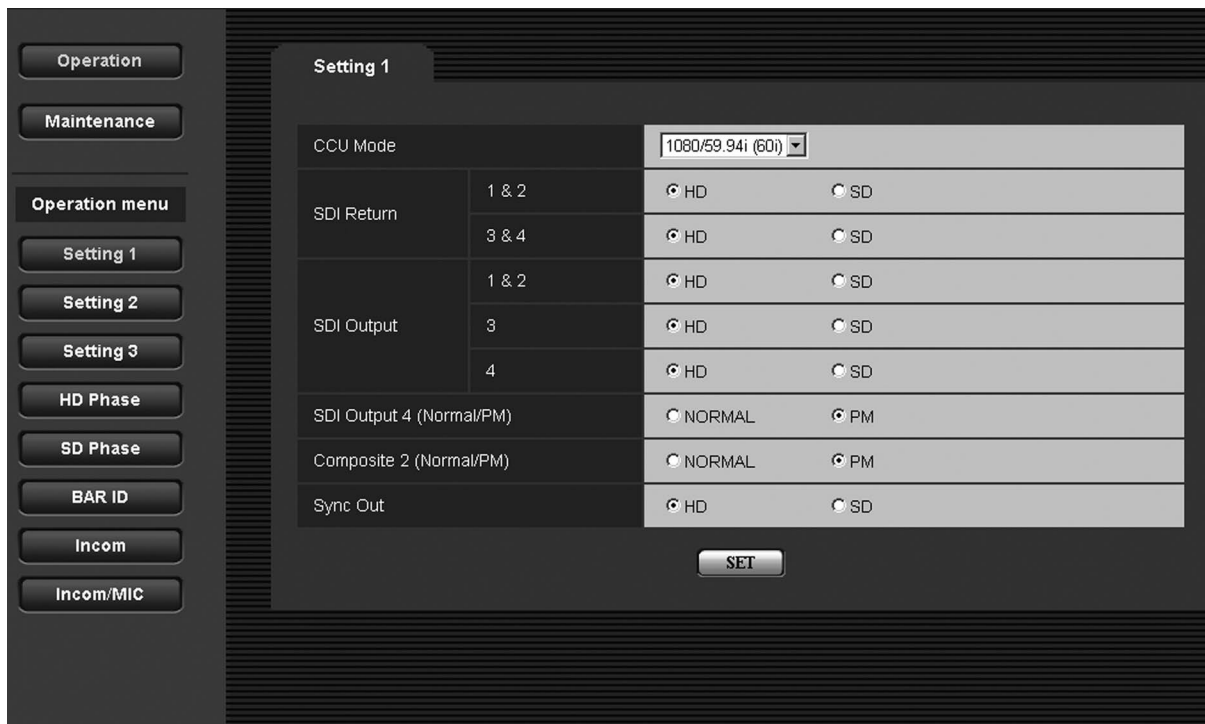 Operation
Maintenance
Operation menu
Setting 1
Setting 2
Setting 3
HD Phase
SD Phase
BAR ID
Incom
Incom/MIC
Setting 1
CCU Mode 1080/59.94i (60i)
SDI Return 1 & 2 HD SD
3 & 4 HD SD
SDI Output 1 & 2 HD SD
3 HD SD
4 HD SD
SDI Output 4 (Normal/PM) NORMAL PM
Composite 2 (Normal/PM) NORMAL PM
Sync Out HD SD
SET